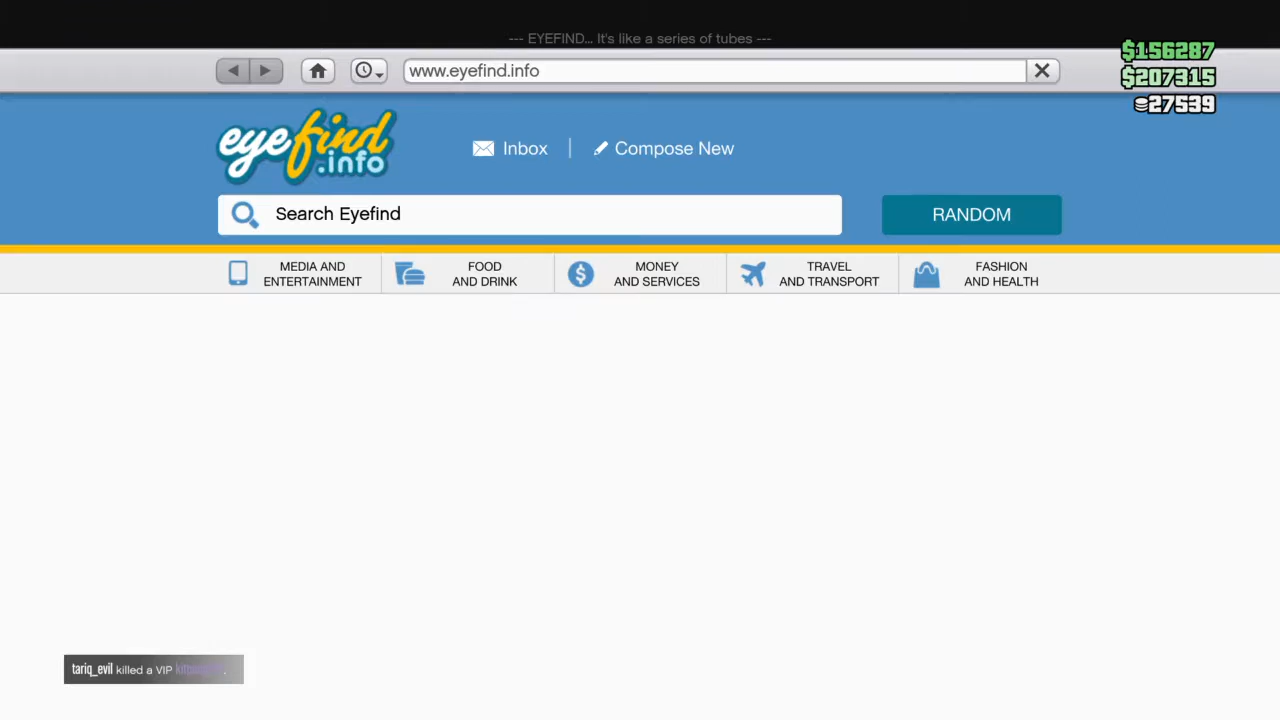 --- EYEFIND... It's like a series of tubes ---
$156287
www.eyefind.info
$207315
27539
eyefind.info
Inbox
Compose New
Search Eyefind
RANDOM
MEDIA AND
ENTERTAINMENT
FOOD
AND DRINK
MONEY
AND SERVICES
TRAVEL
AND TRANSPORT
FASHION
AND HEALTH
tariq_evil killed a VIP